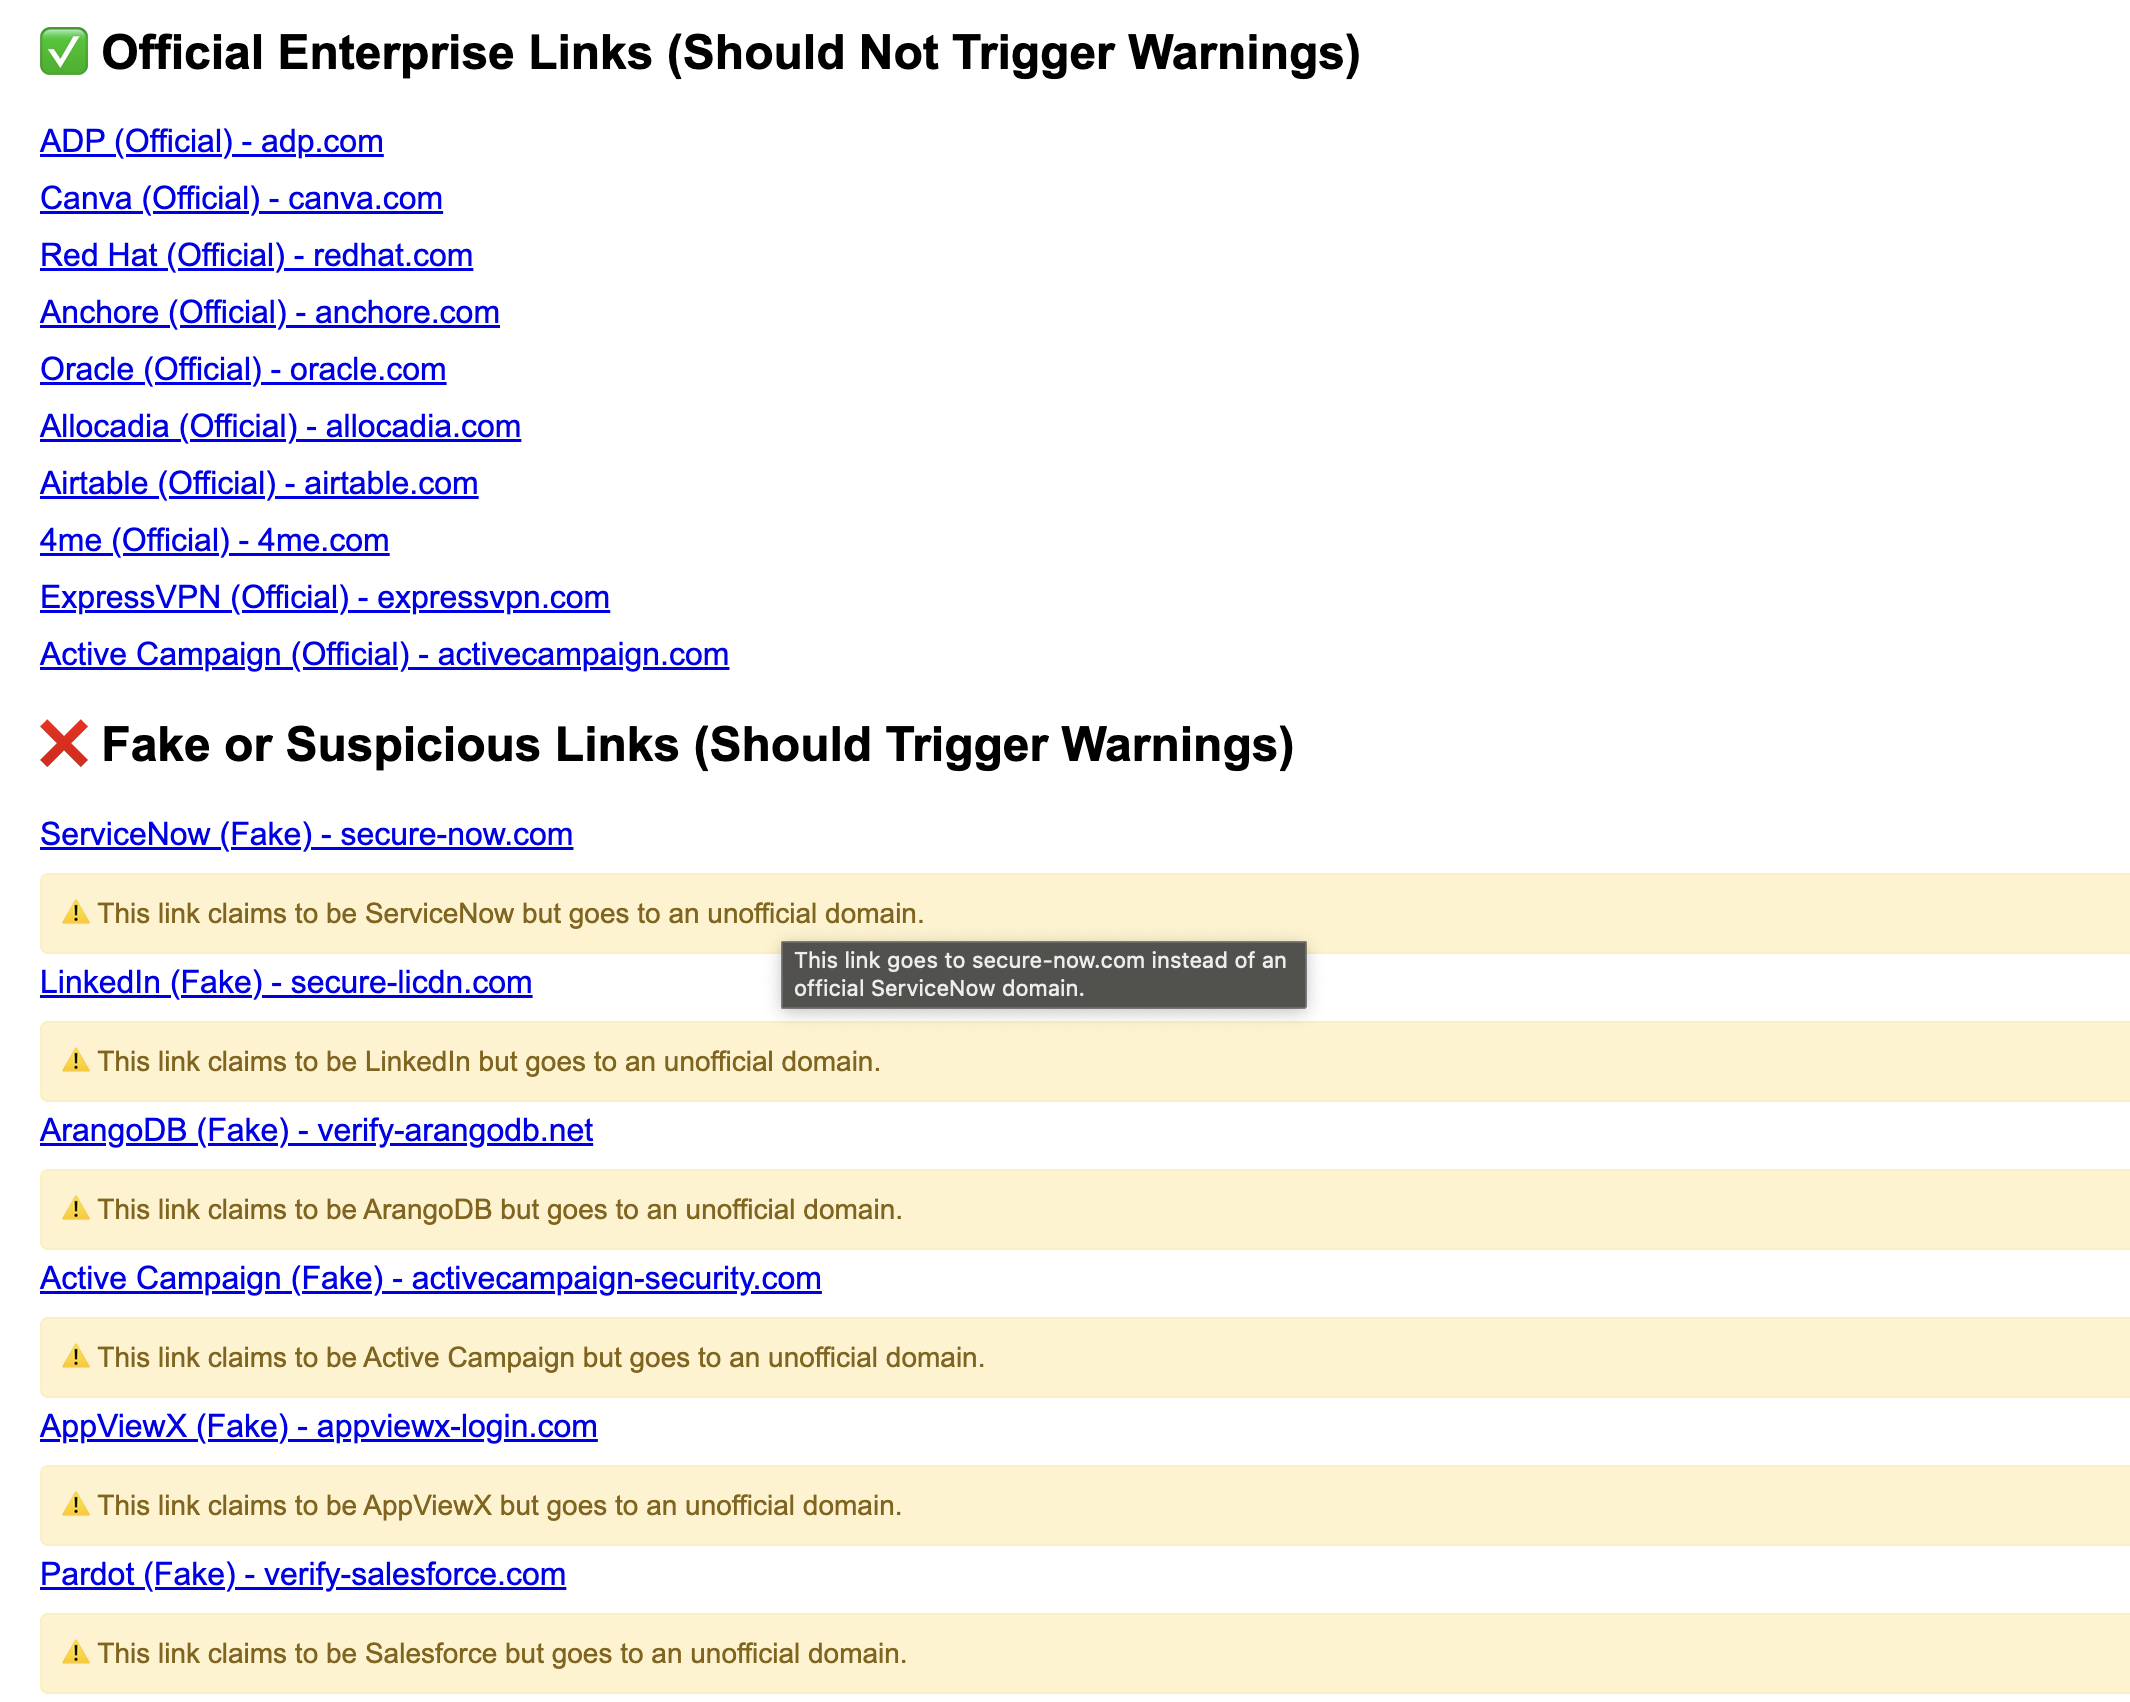 ✅ Official Enterprise Links (Should Not Trigger Warnings)
ADP (Official) - adp.com
Canva (Official) - canva.com
Red Hat (Official) - redhat.com
Anchore (Official) - anchore.com
Oracle (Official) - oracle.com
Allocadia (Official) - allocadia.com
Airtable (Official) - airtable.com
4me (Official) - 4me.com
ExpressVPN (Official) - expressvpn.com
Active Campaign (Official) - activecampaign.com
❌ Fake or Suspicious Links (Should Trigger Warnings)
ServiceNow (Fake) - secure-now.com
⚠️ This link claims to be ServiceNow but goes to an unofficial domain.
This link goes to secure-now.com instead of an
official ServiceNow domain.
LinkedIn (Fake) - secure-licdn.com
⚠️ This link claims to be LinkedIn but goes to an unofficial domain.
ArangoDB (Fake) - verify-arangodb.net
⚠️ This link claims to be ArangoDB but goes to an unofficial domain.
Active Campaign (Fake) - activecampaign-security.com
⚠️ This link claims to be Active Campaign but goes to an unofficial domain.
AppViewX (Fake) - appviewx-login.com
⚠️ This link claims to be AppViewX but goes to an unofficial domain.
Pardot (Fake) - verify-salesforce.com
⚠️ This link claims to be Salesforce but goes to an unofficial domain.